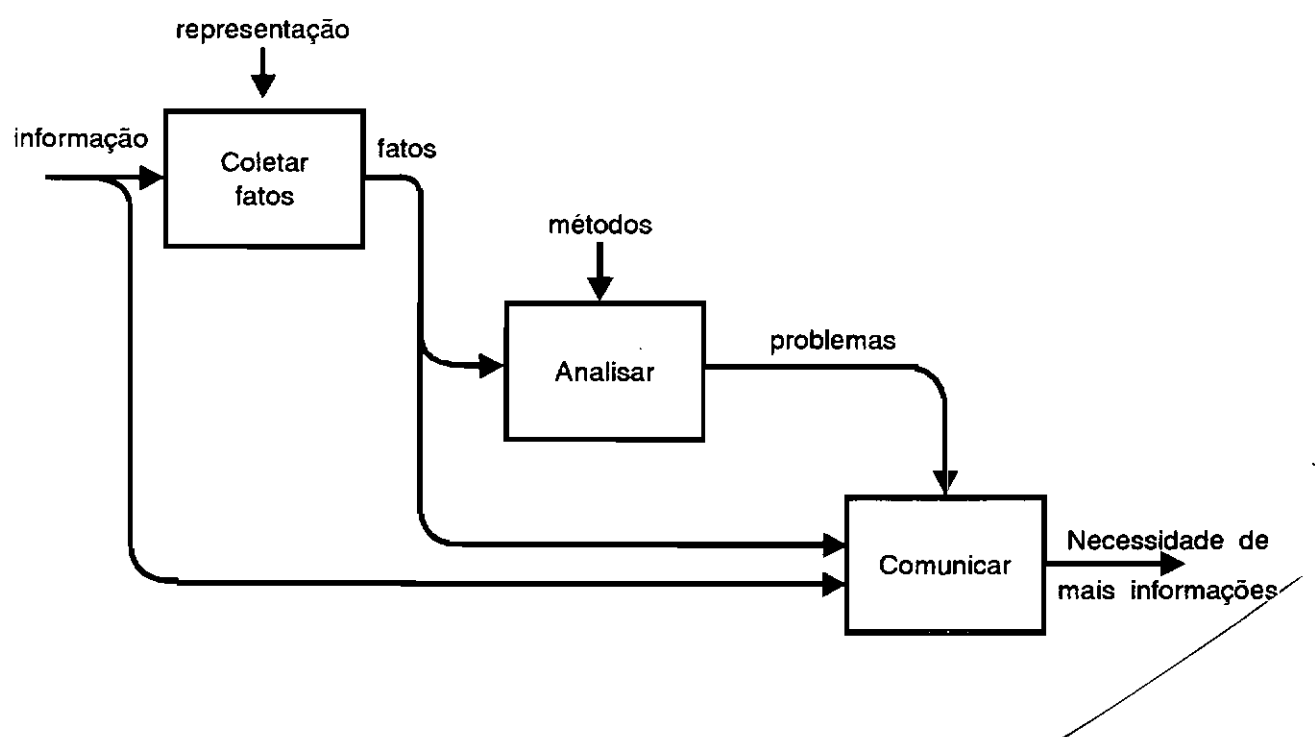 representação
informação
Coletar
fatos
fatos
métodos
Analisar
problemas
Comunicar
Necessidade de
mais informações